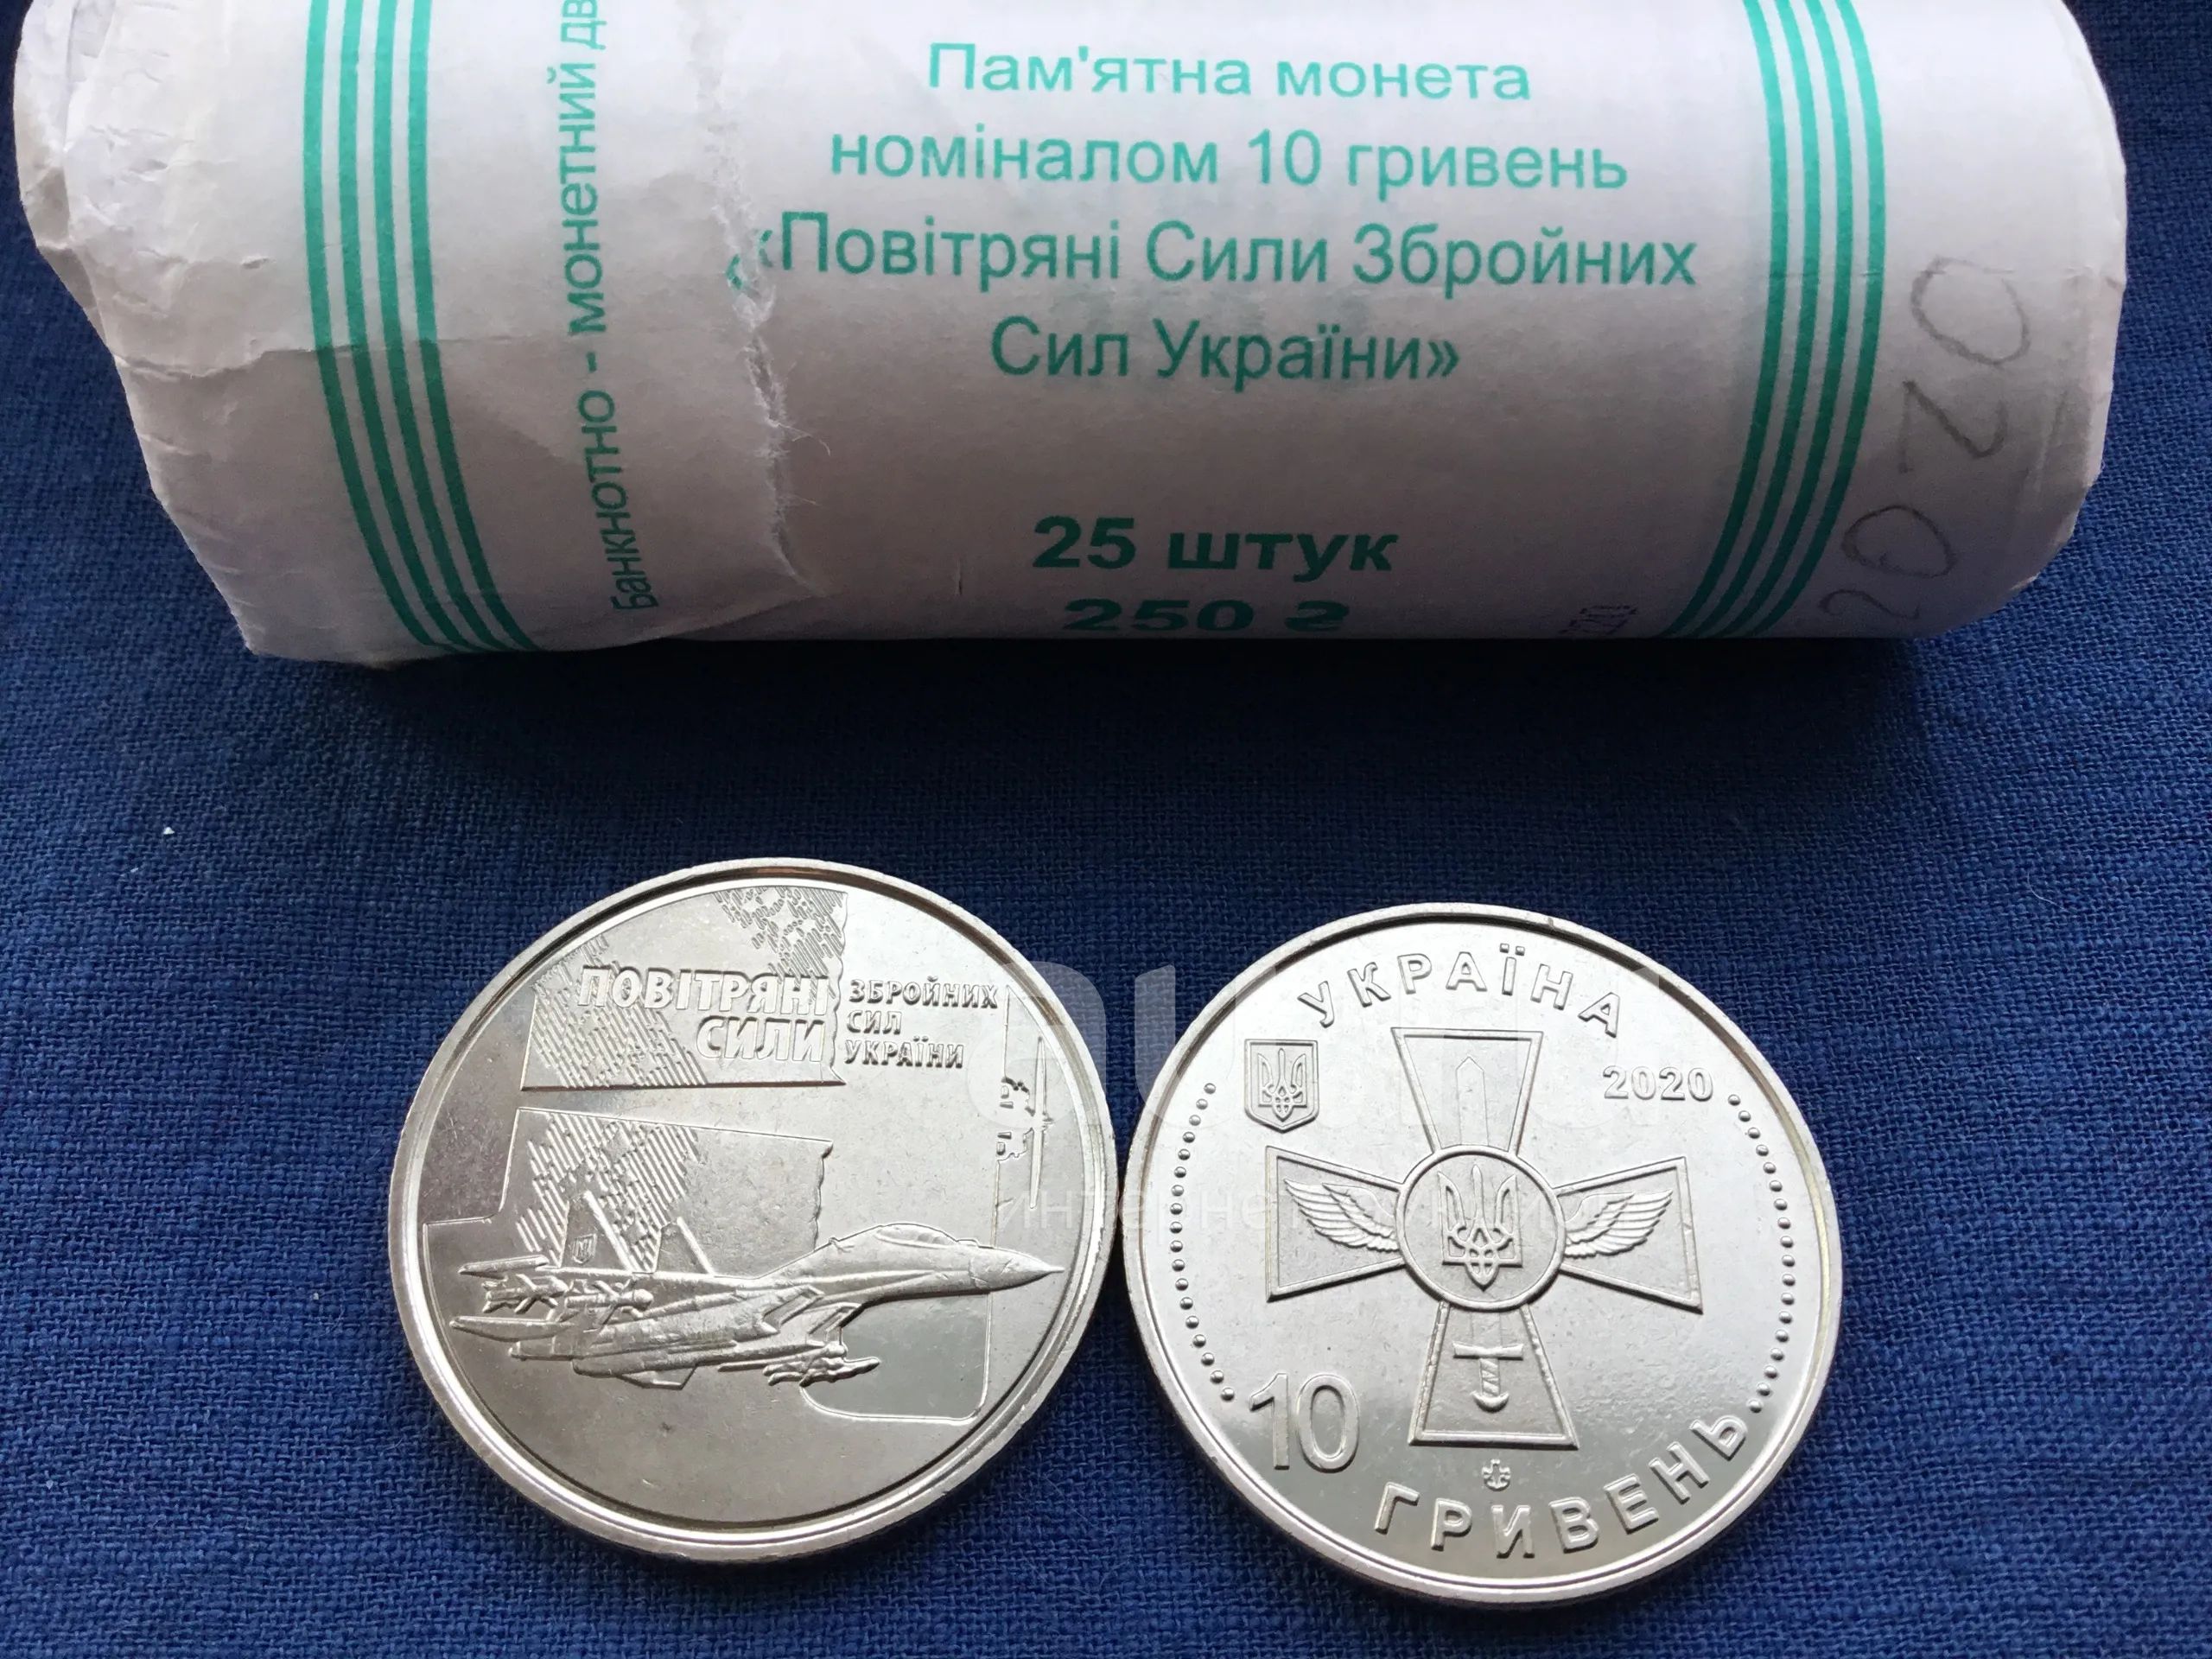 Пам'ятна монета
номіналом 10 гривень
«Повітряні Сили Збройних
Сил України»
25 штук
250 ₴
Банкнотно - монетний
2020
ПОВІТРЯНІ
СИЛИ
ЗБРОЙНИХ
СИЛ
УКРАЇНИ
УКРАЇНА
2020
10
ГРИВЕНЬ